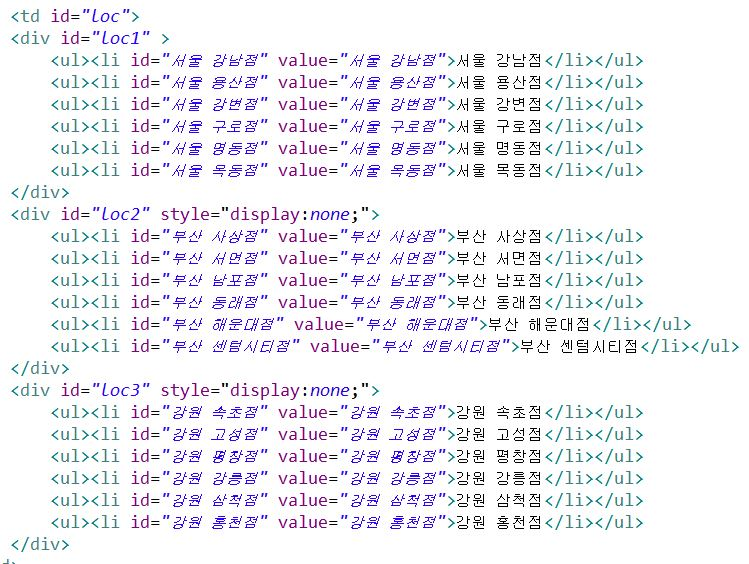 <td id="loc">
<div id="loc1" >
<ul><li id="서울 강남점" value="서울 강남점">서울 강남점</li></ul>
<ul><li id="서울 용산점" value="서울 용산점">서울 용산점</li></ul>
<ul><li id="서울 강변점" value="서울 강변점">서울 강변점</li></ul>
<ul><li id="서울 구로점" value="서울 구로점">서울 구로점</li></ul>
<ul><li id="서울 명동점" value="서울 명동점">서울 명동점</li></ul>
<ul><li id="서울 목동점" value="서울 목동점">서울 목동점</li></ul>
</div>
<div id="loc2" style="display:none;">
<ul><li id="부산 사상점" value="부산 사상점">부산 사상점</li></ul>
<ul><li id="부산 서면점" value="부산 서면점">부산 서면점</li></ul>
<ul><li id="부산 남포점" value="부산 남포점">부산 남포점</li></ul>
<ul><li id="부산 동래점" value="부산 동래점">부산 동래점</li></ul>
<ul><li id="부산 해운대점" value="부산 해운대점">부산 해운대점</li></ul>
<ul><li id="부산 센텀시티점" value="부산 센텀시티점">부산 센텀시티점</li></ul>
</div>
<div id="loc3" style="display:none;">
<ul><li id="강원 속초점" value="강원 속초점">강원 속초점</li></ul>
<ul><li id="강원 고성점" value="강원 고성점">강원 고성점</li></ul>
<ul><li id="강원 평창점" value="강원 평창점">강원 평창점</li></ul>
<ul><li id="강원 강릉점" value="강원 강릉점">강원 강릉점</li></ul>
<ul><li id="강원 삼척점" value="강원 삼척점">강원 삼척점</li></ul>
<ul><li id="강원 홍천점" value="강원 홍천점">강원 홍천점</li></ul>
</div>